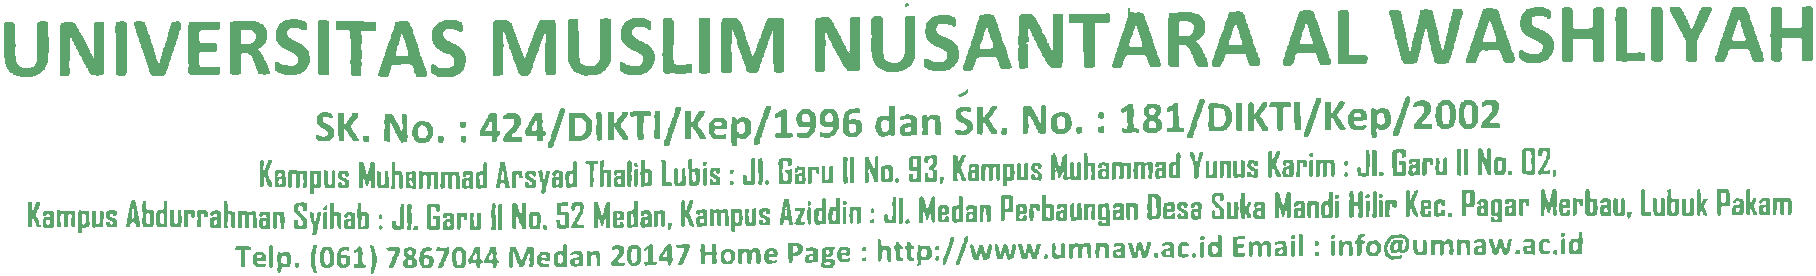 UNIVERSITAS MUSLIM NUSANTARA AL WASHLIYAH
SK. No. : 424/DIKTI/Kep/1996 dan SK. No. : 181/DIKTI/Kep/2002
Kampus Muhammad Arsyad Thalib Lubis : Jl. Garu II No. 93, Kampus Muhammad Yunus Karim : Jl. Garu II No. 02,
Kampus Abdurrahman Syihab : Jl. Garu II No. 52 Medan, Kampus Aziddin : Jl. Medan Perbaungan Desa Suka Mandi Hilir Kec. Pagar Merbau, Lubuk Pakam
Telp. (061) 7867044 Medan 20147 Home Page : http://www.umnaw.ac.id Email : info@umnaw.ac.id